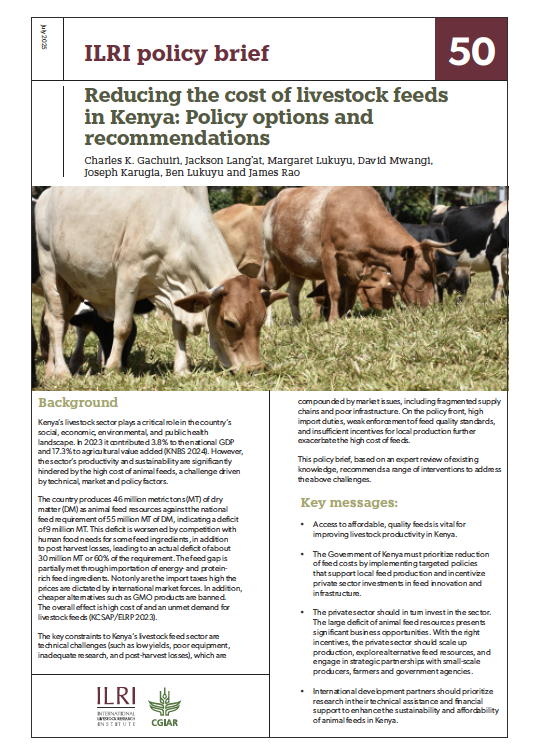 July 2025
ILRI policy brief
50
Reducing the cost of livestock feeds
in Kenya: Policy options and
recommendations
Charles K. Gachuiri, Jackson Lang'at, Margaret Lukuyu, David Mwangi,
Joseph Karugia, Ben Lukuyu and James Rao
Background
Kenya's livestock sector plays a critical role in the country's
social, economic, environmental, and public health
landscape. In 2023 it contributed 3.8% to the national GDP
and 17.3% to agricultural value added (KNBS 2024). However,
the sector's productivity and sustainability are significantly
hindered by the high cost of animal feeds, a challenge driven
by technical, market and policy factors.
The country produces 46 million metric tons (MT) of dry
matter (DM) as animal feed resources against the national
feed requirement of 55 million MT of DM, indicating a deficit
of 9 million MT. This deficit is worsened by competition with
human food needs for some feed ingredients, in addition
to post harvest losses, leading to an actual deficit of about
30 million MT or 60% of the requirement. The feed gap is
partially met through importation of energy- and protein-
rich feed ingredients. Not only are the import taxes high the
prices are dictated by international market forces. In addition,
cheaper alternatives such as GMO products are banned.
The overall effect is high cost of and an unmet demand for
livestock feeds (KCSAP/ELRP 2023).
The key constraints to Kenya's livestock feed sector are
technical challenges (such as low yields, poor equipment,
inadequate research, and post-harvest losses), which are
compounded by market issues, including fragmented supply
chains and poor infrastructure. On the policy front, high
import duties, weak enforcement of feed quality standards,
and insufficient incentives for local production further
exacerbate the high cost of feeds.
This policy brief, based on an expert review of existing
knowledge, recommends a range of interventions to address
the above challenges.
Key messages:
• Access to affordable, quality feeds is vital for
improving livestock productivity in Kenya.
• The Government of Kenya must prioritize reduction
of feed costs by implementing targeted policies
that support local feed production and incentivize
private sector investments in feed innovation and
infrastructure.
• The private sector should in turn invest in the sector.
The large deficit of animal feed resources presents
significant business opportunities. With the right
incentives, the private sector should scale up
production, explore alternative feed resources, and
engage in strategic partnerships with small-scale
producers, farmers and government agencies.
• International development partners should prioritize
research in their technical assistance and financial
support to enhance the sustainability and affordability
of animal feeds in Kenya.
ILRI
INTERNATIONAL
LIVESTOCK RESEARCH
INSTITUTE
CGIAR